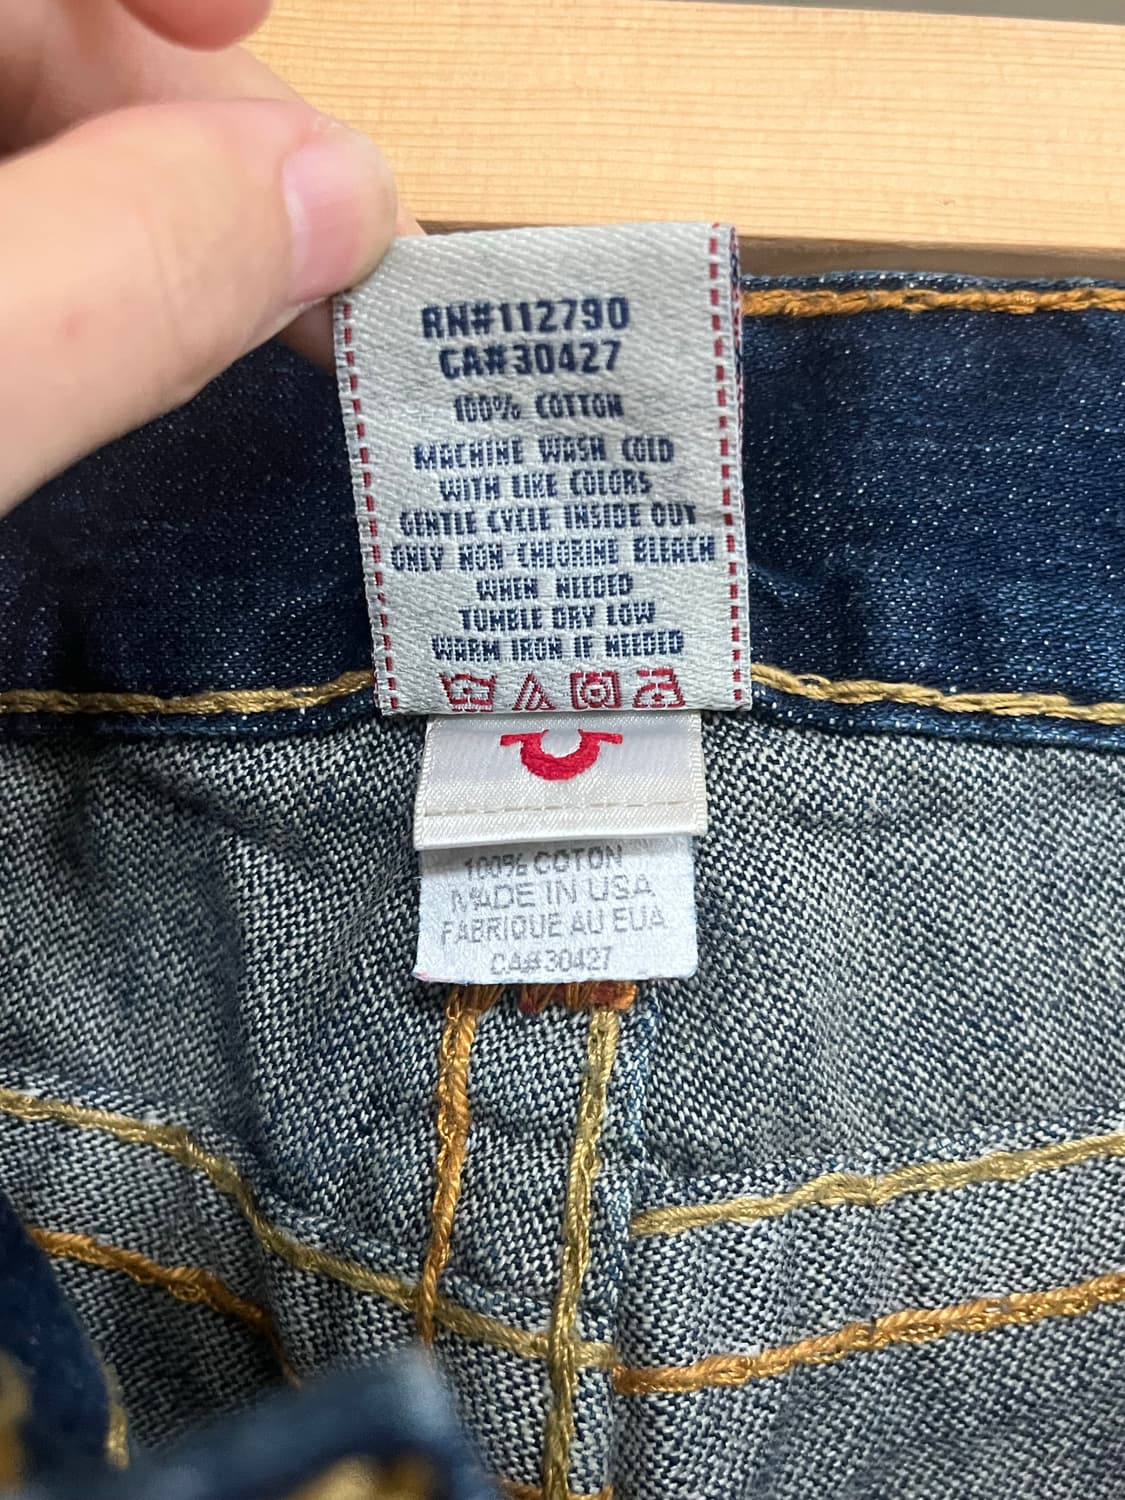 RN#112790
CA#30427
100% COTTON
MACHINE WASH COLD
WITH LIKE COLORS
GENTLE CYCLE INSIDE OUT
ONLY NON-CHLORINE BLEACH
WHEN NEEDED
TUMBLE DRY LOW
WARM IRON IF NEEDED
100% COTON
MADE IN USA
FABRIQUE AU EUA
CA#30427